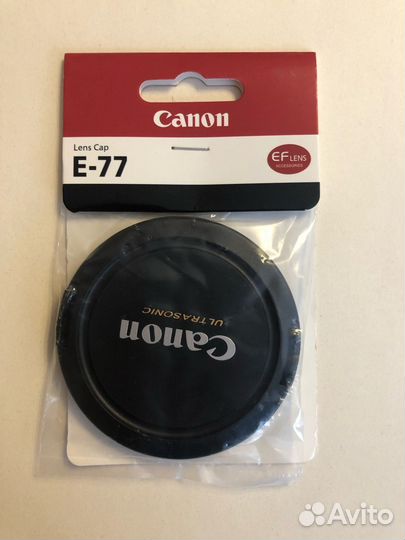 Canon
Lens Cap
E-77
EF LENS
ACCESSORIES
Canon
ULTRASONIC
Avito